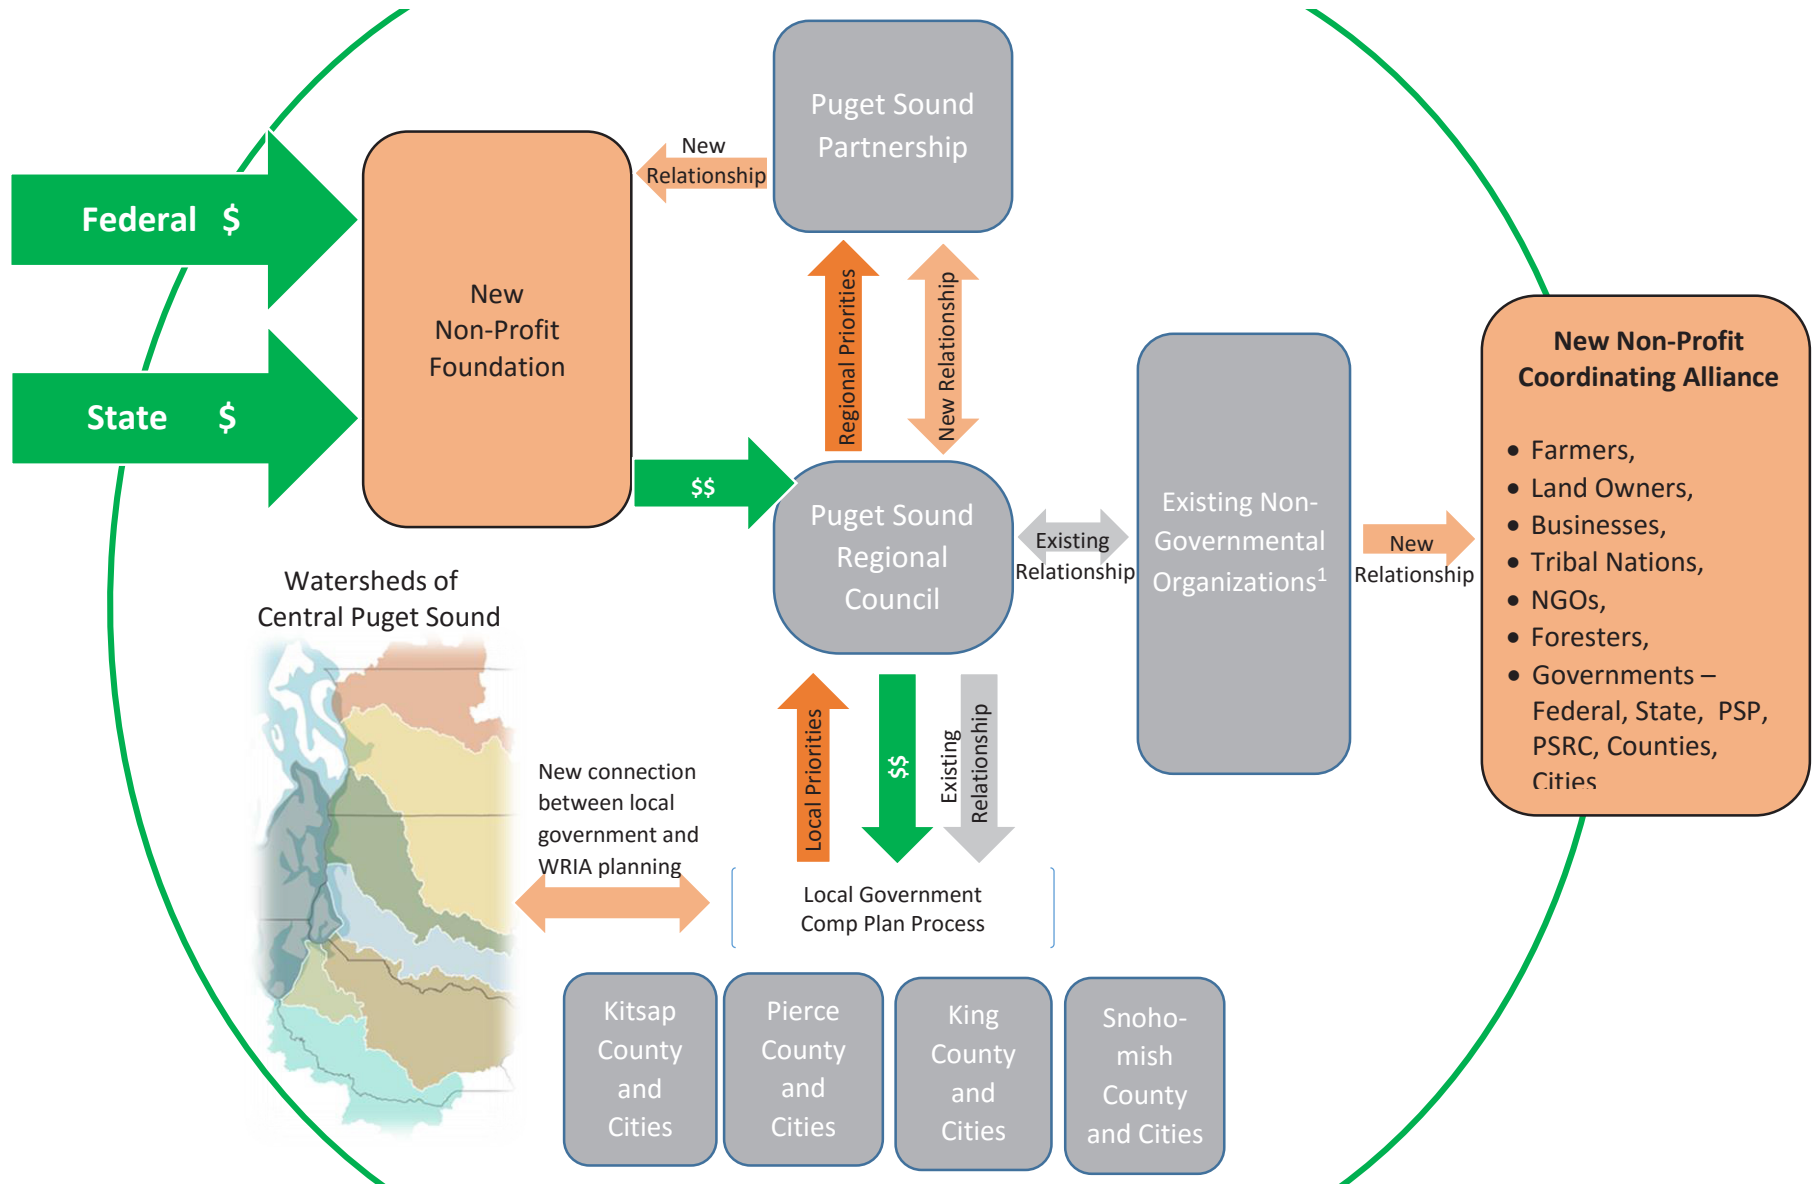 Puget Sound
Partnership
New
Relationship
Federal $
State $
New
Non-Profit
Foundation
Regional Priorities
New Relationship
$$
Puget Sound
Regional
Council
Existing
Relationship
Existing Non-
Governmental
Organizations¹
New
Relationship
New Non-Profit
Coordinating Alliance
• Farmers,
• Land Owners,
• Businesses,
• Tribal Nations,
• NGOs,
• Foresters,
• Governments –
Federal, State, PSP,
PSRC, Counties,
Cities
Watersheds of
Central Puget Sound
New connection
between local
government and
WRIA planning
Local Priorities
$$
Existing
Relationship
Local Government
Comp Plan Process
Kitsap
County
and
Cities
Pierce
County
and
Cities
King
County
and
Cities
Snoho-
mish
County
and Cities